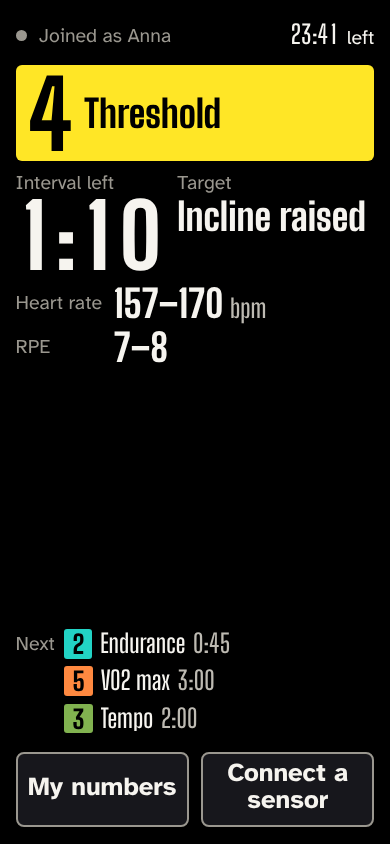 Joined as Anna
23:41 left
4 Threshold
Interval left
1:10
Target
Incline raised
Heart rate 157–170 bpm
RPE 7–8
Next 2 Endurance 0:45
5 VO2 max 3:00
3 Tempo 2:00
My numbers
Connect a
sensor